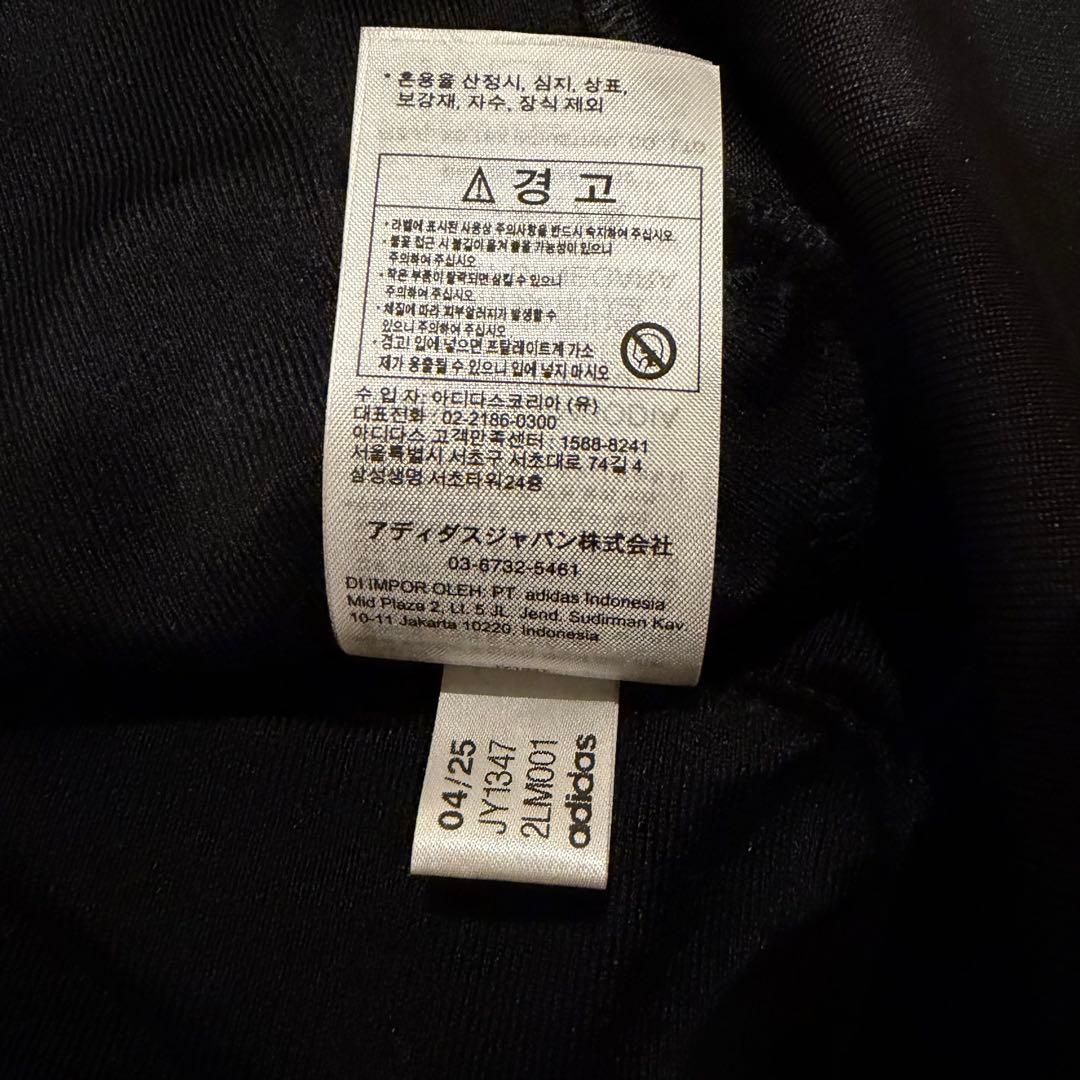 * 혼용율 산정시, 심지, 상표,
보강재, 자수, 장식 제외
경 고
• 라벨에 표시된 사용상 주의사항을 반드시 숙지하여 주십시오
• 불꽃 접근 시 불길이 옮겨 붙을 가능성이 있으니
주의하여 주십시오
• 작은 부품이 탈락되면 삼킬 수 있으니
주의하여 주십시오
• 체질에 따라 피부알러지가 발생할 수
있으니 주의하여 주십시오
• 경고! 입에 넣으면 프탈레이트계 가소
제가 용출될 수 있으니 입에 넣지 마시오
수 입 자: 아디다스코리아 (유)
대표전화 : 02-2186-0300
아디다스 고객만족센터 : 1588-8241
서울특별시 서초구 서초대로 74길 4
삼성생명 서초타워24층
アディダスジャパン株式会社
03-6732-5461
DI IMPOR OLEH: PT. adidas Indonesia
Mid Plaza 2, Lt. 5 JL. Jend. Sudirman Kav.
10-11 Jakarta 10220, Indonesia
04/25
JY1347
2LM001
adidas